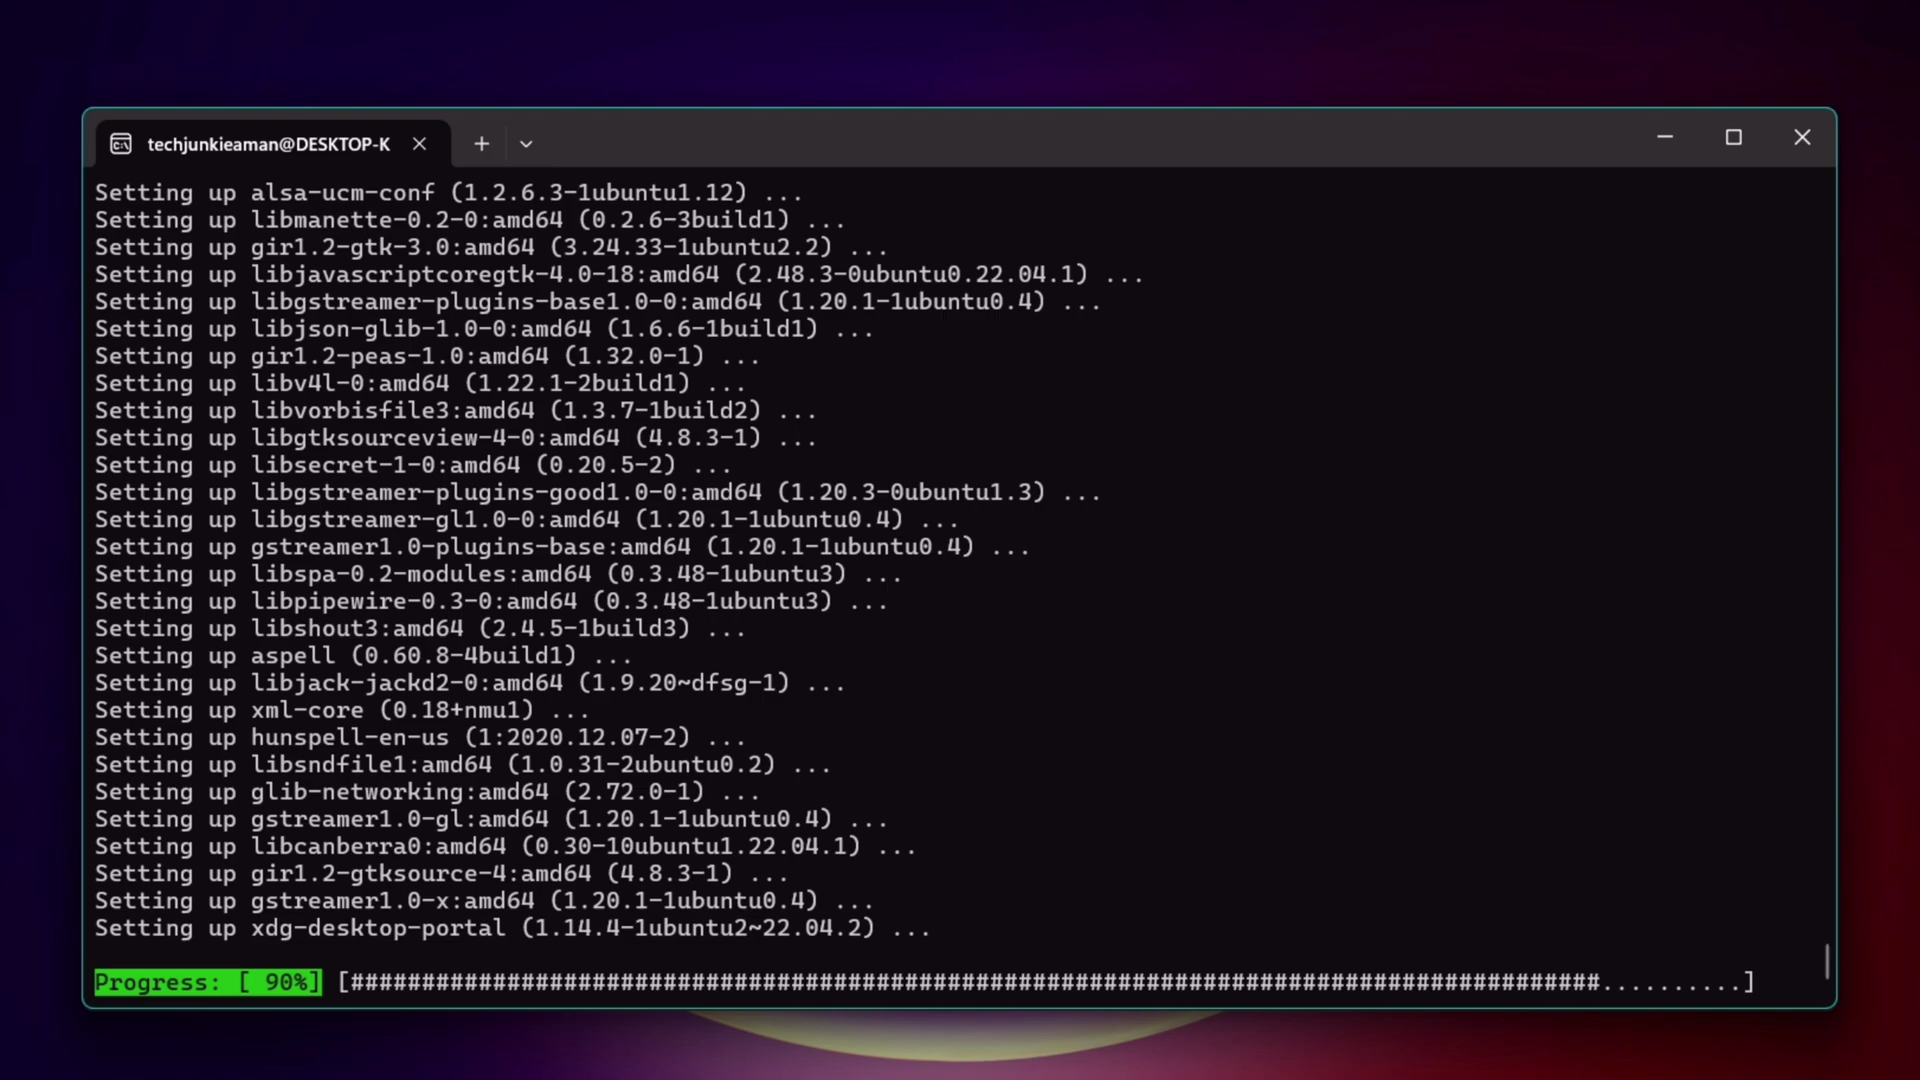 techjunkieaman@DESKTOP-K
Setting up alsa-ucm-conf (1.2.6.3-1ubuntu1.12) ...
Setting up libmanette-0.2-0:amd64 (0.2.6-3build1) ...
Setting up gir1.2-gtk-3.0:amd64 (3.24.33-1ubuntu2.2) ...
Setting up libjavascriptcoregtk-4.0-18:amd64 (2.48.3-0ubuntu0.22.04.1) ...
Setting up libgstreamer-plugins-base1.0-0:amd64 (1.20.1-1ubuntu0.4) ...
Setting up libjson-glib-1.0-0:amd64 (1.6.6-1build1) ...
Setting up gir1.2-peas-1.0:amd64 (1.32.0-1) ...
Setting up libv4l-0:amd64 (1.22.1-2build1) ...
Setting up libvorbisfile3:amd64 (1.3.7-1build2) ...
Setting up libgtksourceview-4-0:amd64 (4.8.3-1) ...
Setting up libsecret-1-0:amd64 (0.20.5-2) ...
Setting up libgstreamer-plugins-good1.0-0:amd64 (1.20.3-0ubuntu1.3) ...
Setting up libgstreamer-gl1.0-0:amd64 (1.20.1-1ubuntu0.4) ...
Setting up gstreamer1.0-plugins-base:amd64 (1.20.1-1ubuntu0.4) ...
Setting up libspa-0.2-modules:amd64 (0.3.48-1ubuntu3) ...
Setting up libpipewire-0.3-0:amd64 (0.3.48-1ubuntu3) ...
Setting up libshout3:amd64 (2.4.5-1build3) ...
Setting up aspell (0.60.8-4build1) ...
Setting up libjack-jackd2-0:amd64 (1.9.20~dfsg-1) ...
Setting up xml-core (0.18+nmu1) ...
Setting up hunspell-en-us (1:2020.12.07-2) ...
Setting up libsndfile1:amd64 (1.0.31-2ubuntu0.2) ...
Setting up glib-networking:amd64 (2.72.0-1) ...
Setting up gstreamer1.0-gl:amd64 (1.20.1-1ubuntu0.4) ...
Setting up libcanberra0:amd64 (0.30-10ubuntu1.22.04.1) ...
Setting up gir1.2-gtksource-4:amd64 (4.8.3-1) ...
Setting up gstreamer1.0-x:amd64 (1.20.1-1ubuntu0.4) ...
Setting up xdg-desktop-portal (1.14.4-1ubuntu2~22.04.2) ...
Progress: [ 90%] [########################################################################################..........]